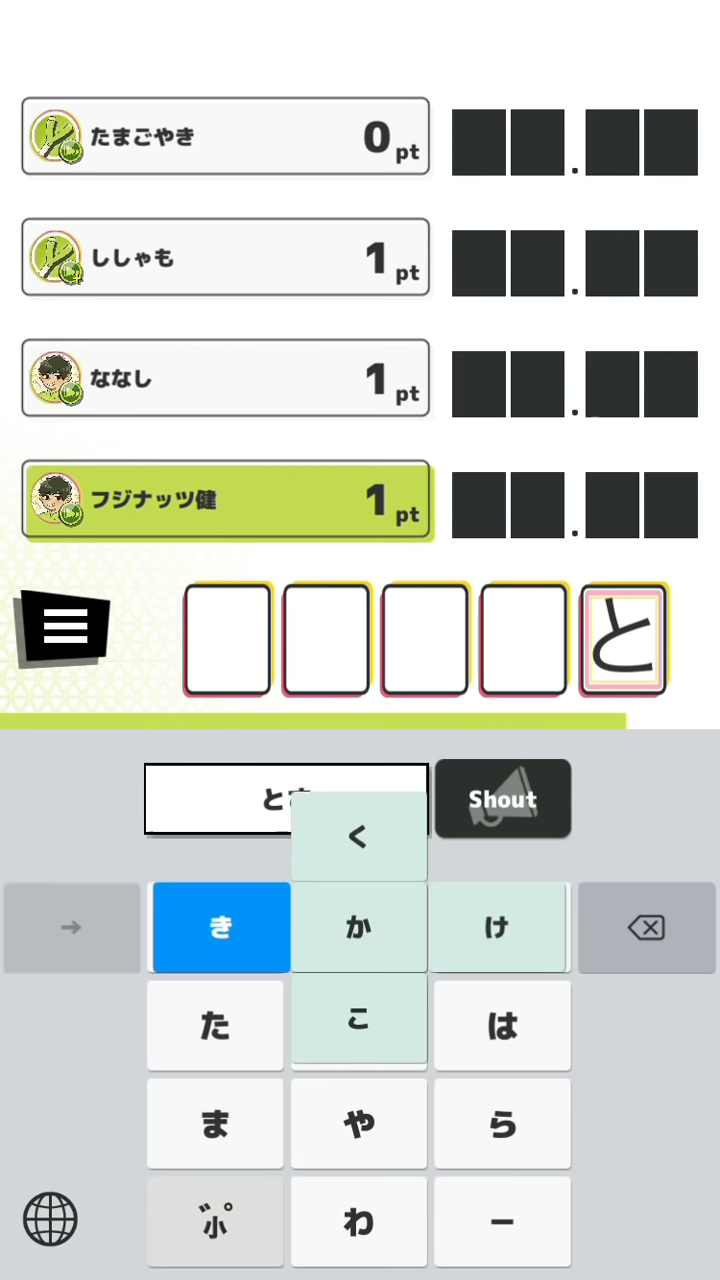 たまごやき 0 pt
.
ししゃも 1 pt
.
ななし 1 pt
.
フジナッツ健 1 pt
.
と
と
Shout
く
→ き か け
た こ は
ま や ら
゛゜小 わ ー